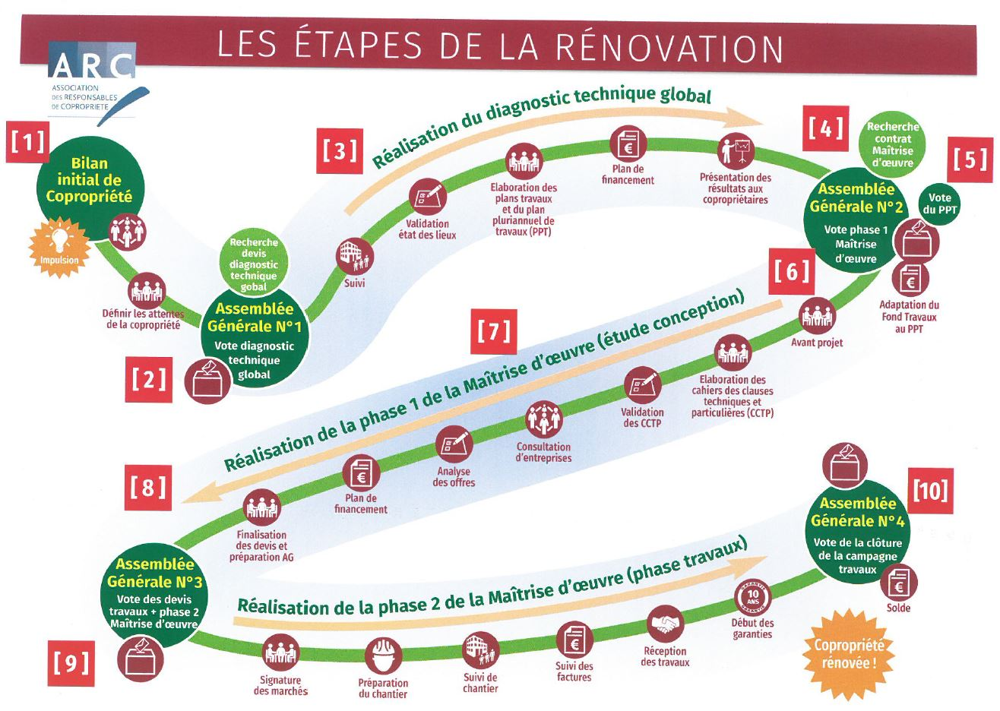 LES ÉTAPES DE LA RÉNOVATION
ARC
ASSOCIATION
DES RESPONSABLES
DE COPROPRIÉTÉ
[1]
Bilan
initial de
Copropriété
Impulsion
Définir les attentes
de la copropriété
Recherche
devis
diagnostic
technique
gobal
Assemblée
Générale N°1
Vote diagnostic
technique
global
[2]
[3]
Réalisation du diagnostic technique global
Suivi
Validation
état des lieux
Elaboration des
plans travaux
et du plan
pluriannuel de
travaux (PPT)
Plan de
financement
Présentation des
résultats aux
copropriétaires
[4]
Recherche
contrat
Maîtrise
d'œuvre
[5]
Assemblée
Générale N°2
Vote phase 1
Maîtrise
d'œuvre
Vote
du PPT
Adaptation du
Fond Travaux
au PPT
[6]
Avant projet
[7]
Réalisation de la phase 1 de la Maîtrise d'œuvre (étude conception)
Elaboration des
cahiers des clauses
techniques et
particulières (CCTP)
Validation
des CCTP
Consultation
d'entreprises
Analyse
des offres
Plan de
financement
Finalisation
des devis et
préparation AG
[8]
Assemblée
Générale N°3
Vote des devis
travaux + phase 2
Maîtrise d'œuvre
[9]
Réalisation de la phase 2 de la Maîtrise d'œuvre (phase travaux)
Signature
des marchés
Préparation
du chantier
Suivi de
chantier
Suivi des
factures
Réception
des travaux
GARANTIE
10
ANS
GARANTIE
Début des
garanties
[10]
Assemblée
Générale N°4
Vote de la clôture
de la campagne
travaux
Solde
Copropriété
rénovée !